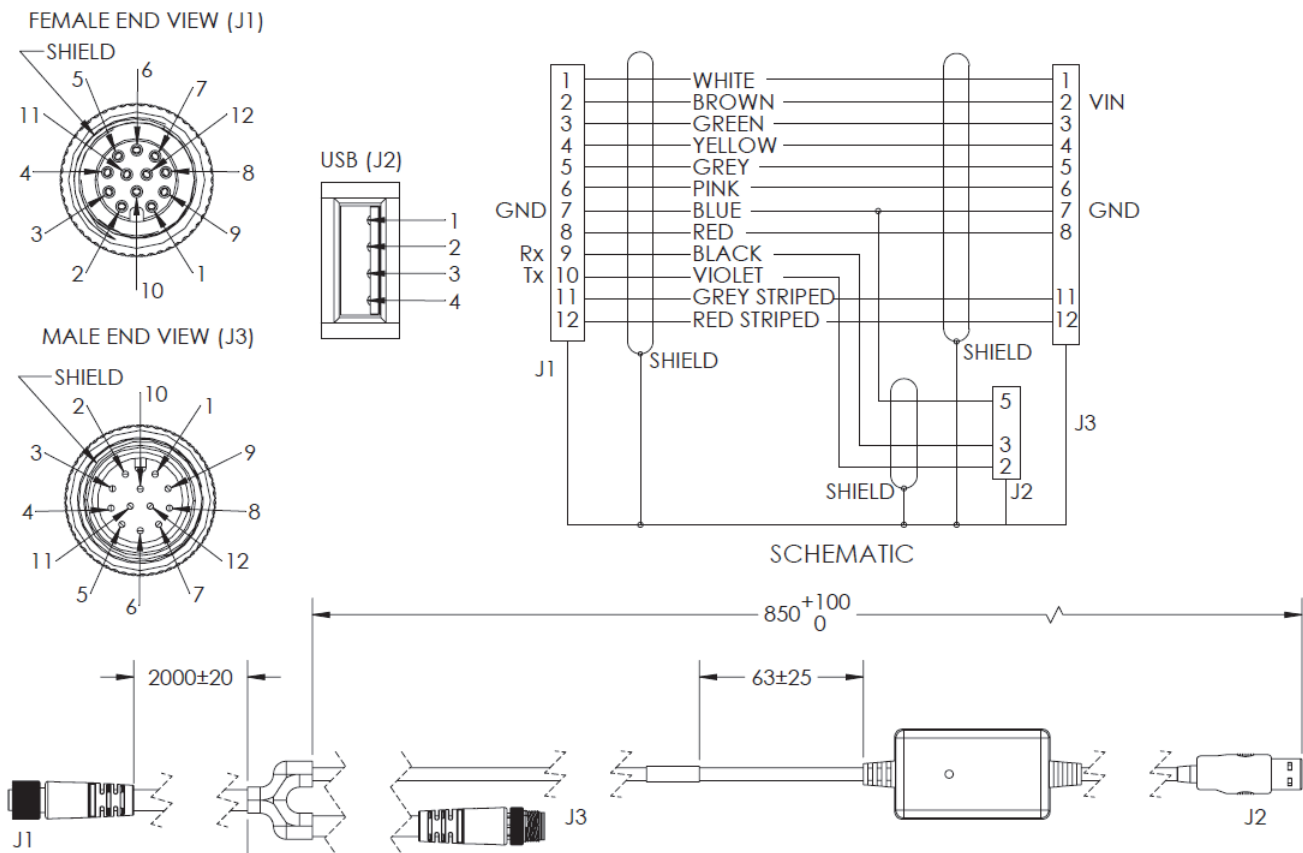 FEMALE END VIEW (J1)
SHIELD
6
5
7
11
12
4
8
3
9
2
1
10
MALE END VIEW (J3)
SHIELD
10
2
1
3
9
4
8
11
12
5
7
6
USB (J2)
1
2
3
4
1 WHITE 1
2 BROWN 2 VIN
3 GREEN 3
4 YELLOW 4
5 GREY 5
6 PINK 6
GND 7 BLUE 7 GND
8 RED 8
Rx 9 BLACK
Tx 10 VIOLET
11 GREY STRIPED 11
12 RED STRIPED 12
J1
SHIELD
SHIELD
5
J3
3
2
SHIELD
J2
SCHEMATIC
850 +100
0
2000±20
63±25
J1
J3
J2